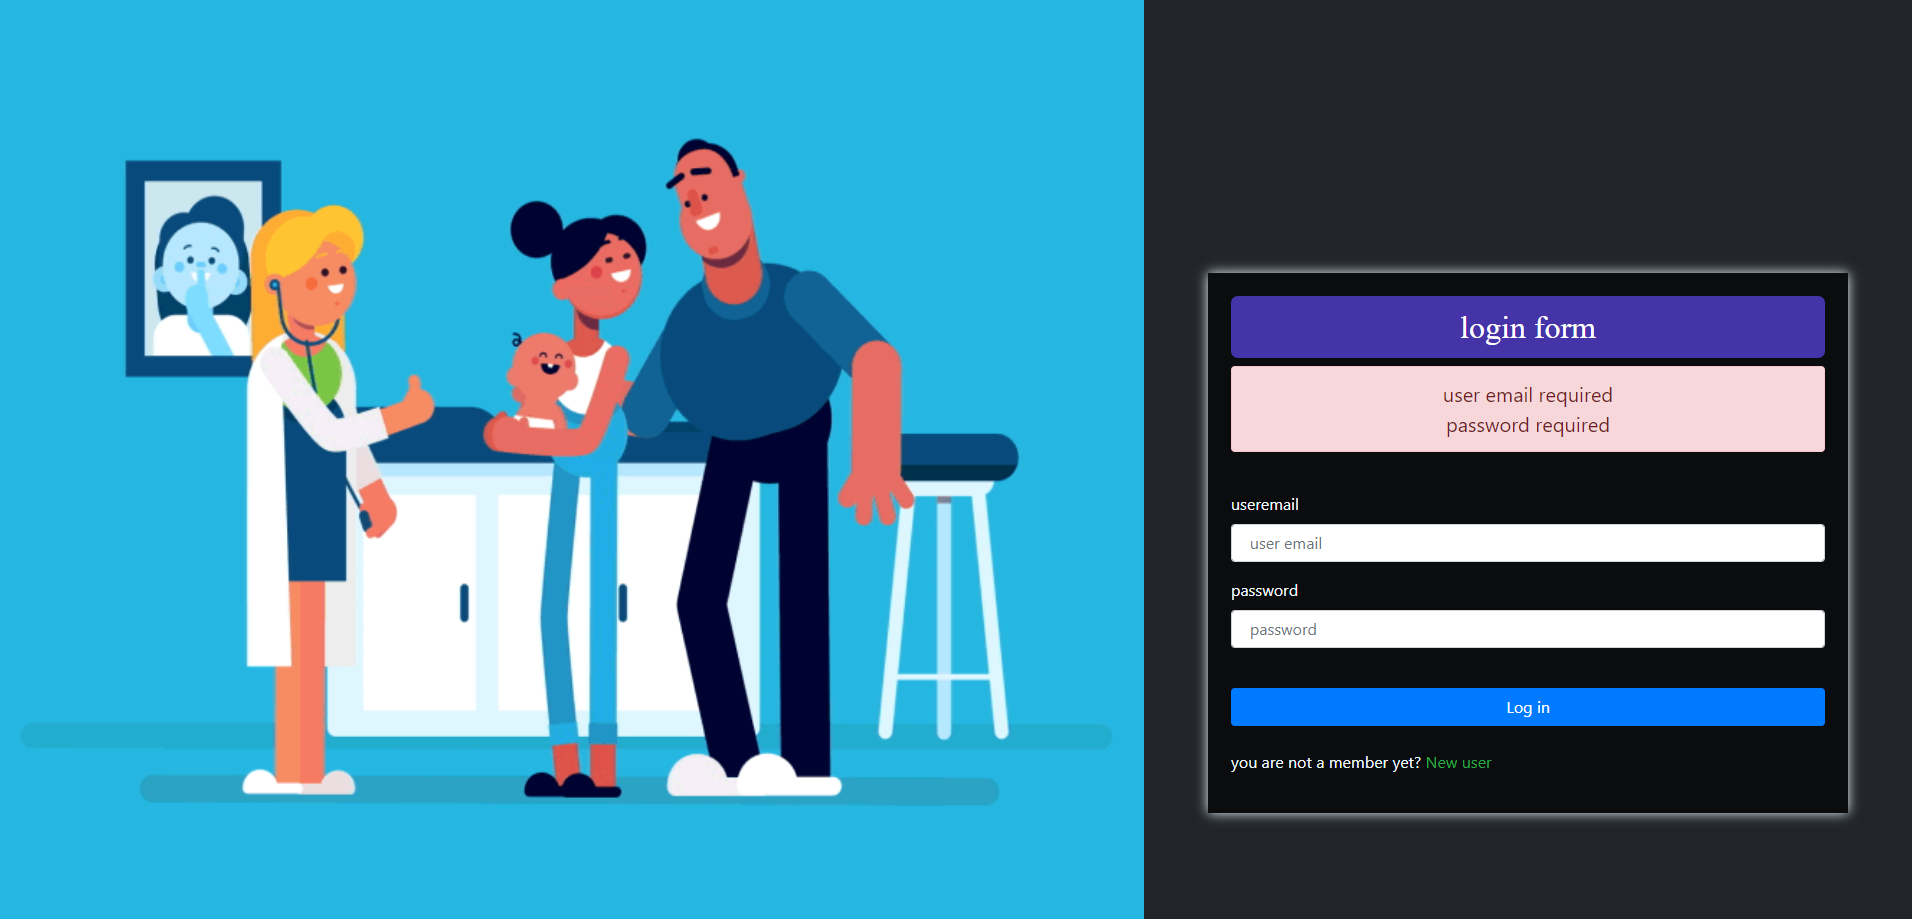 login form
user email required
password required
useremail
user email
password
password
Log in
you are not a member yet? New user